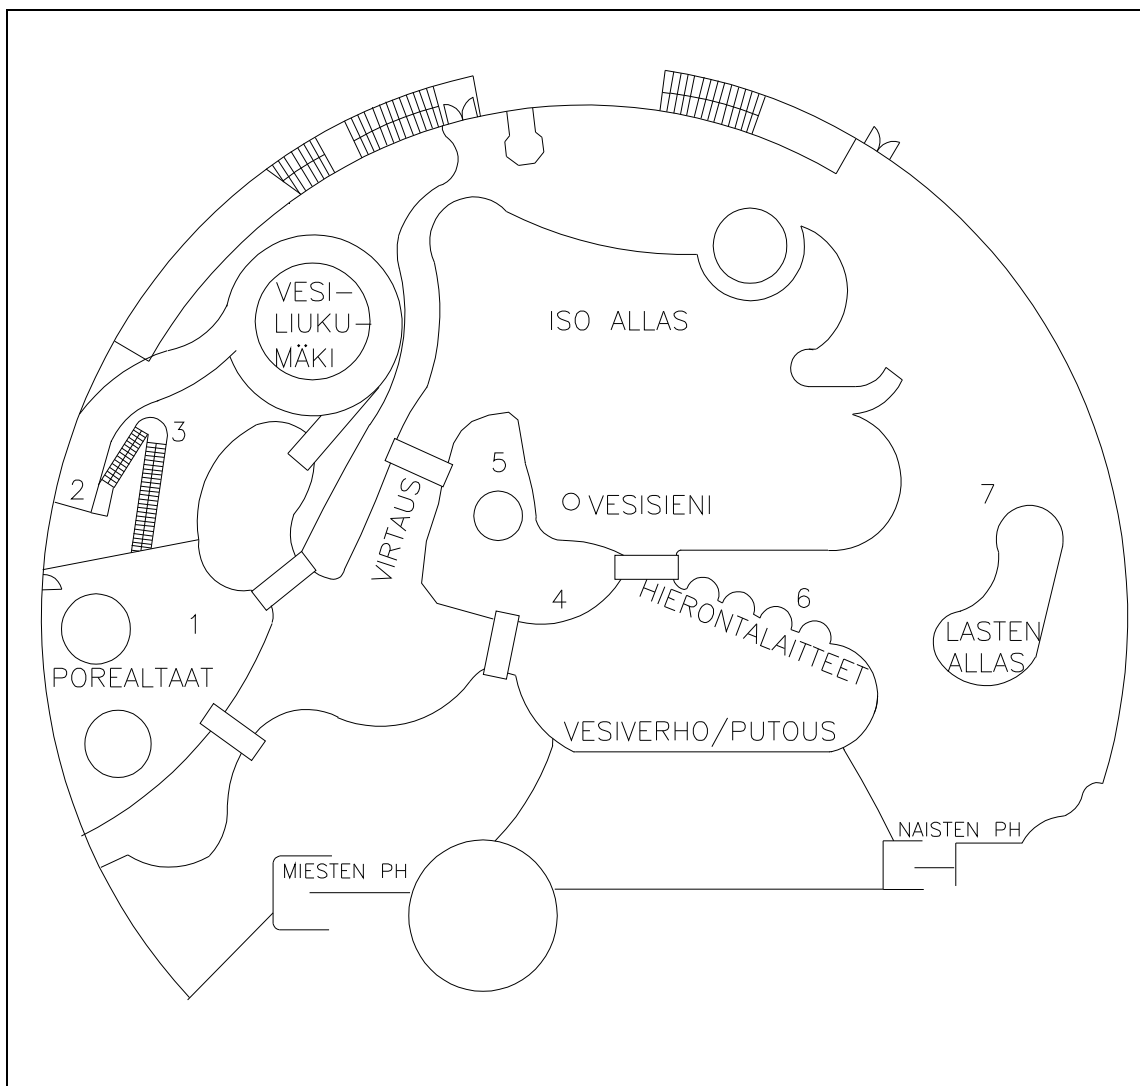 VESI-
LIUKU-
MÄKI
ISO ALLAS
3
2
5
VESISIENI
7
VIRTAUS
4
6
HIERONTALAITTEET
1
LASTEN
ALLAS
POREALTAAT
VESIVERHO/PUTOUS
NAISTEN PH
MIESTEN PH